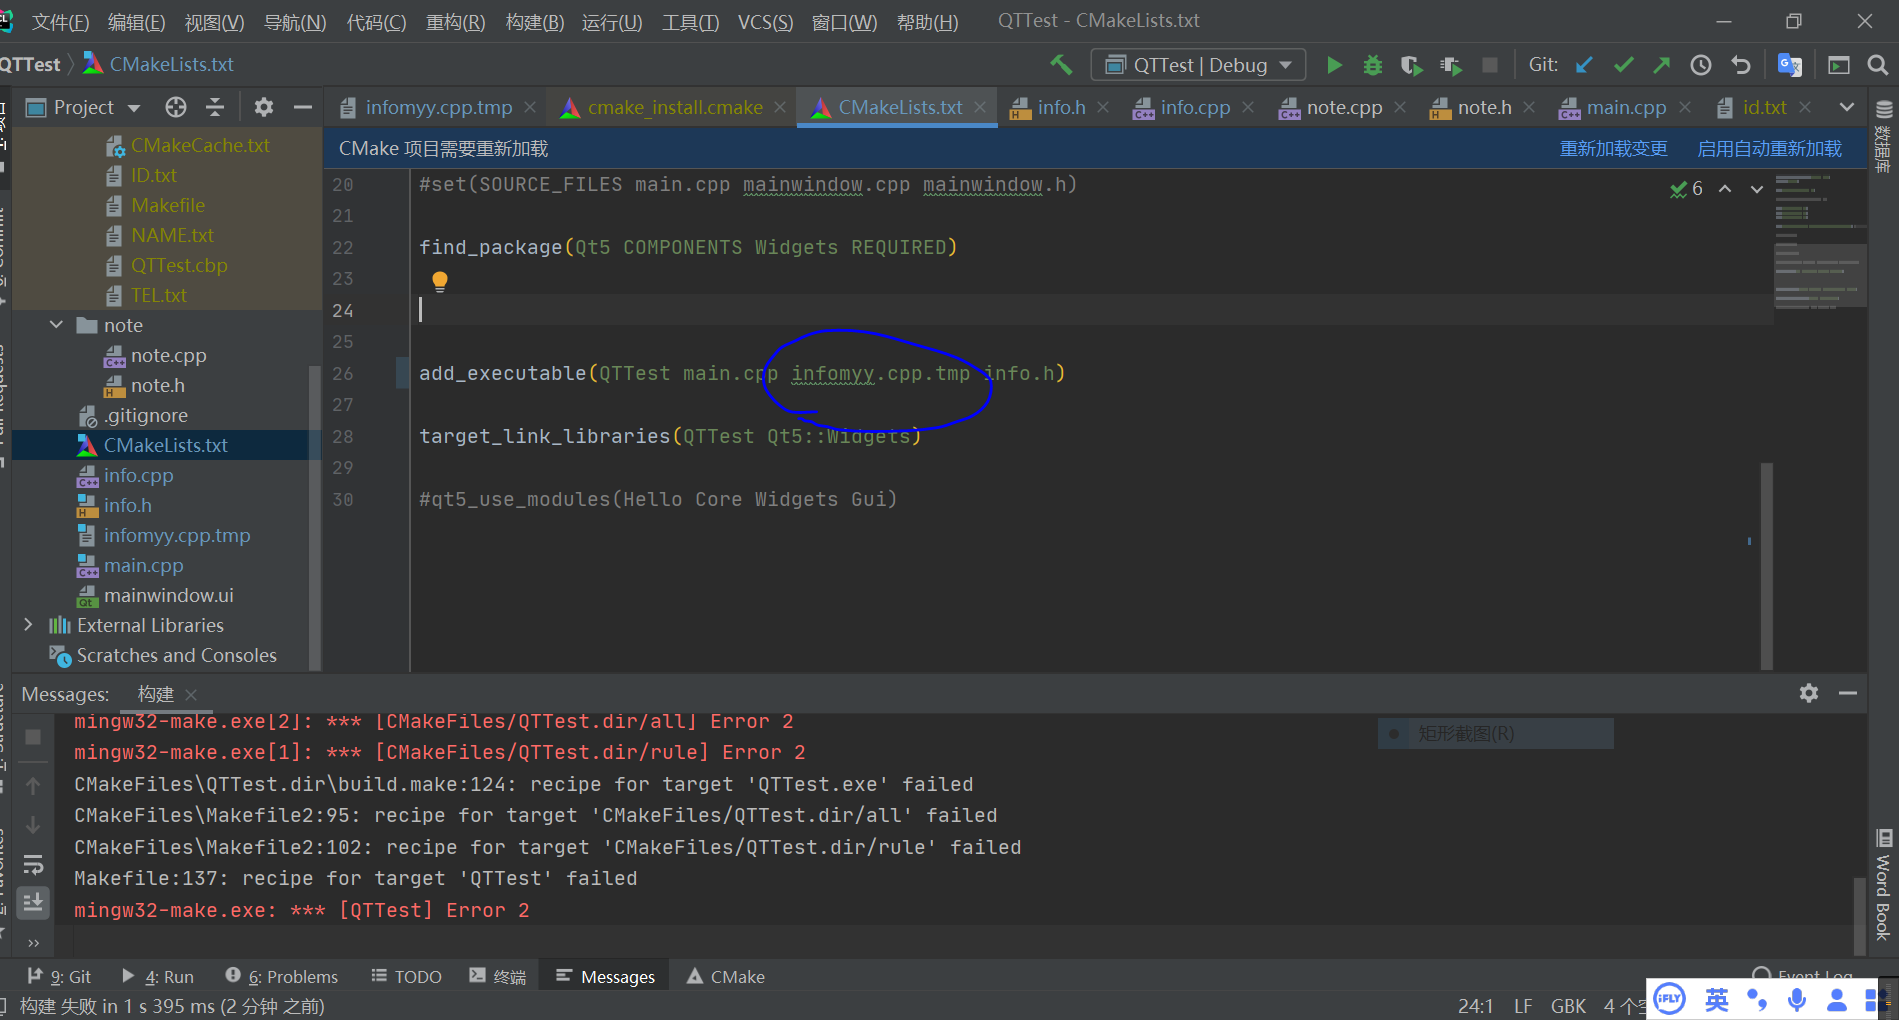 文件(F) 编辑(E) 视图(V) 导航(N) 代码(C) 重构(R) 构建(B) 运行(U) 工具(T) VCS(S) 窗口(W) 帮助(H) QTTest - CMakeLists.txt
QTTest CMakeLists.txt QTTest | Debug Git:
Project infomyy.cpp.tmp cmake_install.cmake CMakeLists.txt info.h info.cpp note.cpp note.h main.cpp id.txt
CMake 项目需要重新加载 重新加载变更 启用自动重新加载
CMakeCache.txt
ID.txt
Makefile
NAME.txt
QTTest.cbp
TEL.txt
note
note.cpp
note.h
.gitignore
CMakeLists.txt
info.cpp
info.h
infomyy.cpp.tmp
main.cpp
mainwindow.ui
External Libraries
Scratches and Consoles
20 #set(SOURCE_FILES main.cpp mainwindow.cpp mainwindow.h)
21
22 find_package(Qt5 COMPONENTS Widgets REQUIRED)
23
24
25
26 add_executable(QTTest main.cpp infomyy.cpp.tmp info.h)
27
28 target_link_libraries(QTTest Qt5::Widgets)
29
30 #qt5_use_modules(Hello Core Widgets Gui)
6
数据库
Messages: 构建
mingw32-make.exe[2]: *** [CMakeFiles/QTTest.dir/all] Error 2
mingw32-make.exe[1]: *** [CMakeFiles/QTTest.dir/rule] Error 2
CMakeFiles\QTTest.dir\build.make:124: recipe for target 'QTTest.exe' failed
CMakeFiles\Makefile2:95: recipe for target 'CMakeFiles/QTTest.dir/all' failed
CMakeFiles\Makefile2:102: recipe for target 'CMakeFiles/QTTest.dir/rule' failed
Makefile:137: recipe for target 'QTTest' failed
mingw32-make.exe: *** [QTTest] Error 2
矩形截图(R)
Word Book
9: Git 4: Run 6: Problems TODO 终端 Messages CMake Event Log
构建 失败 in 1 s 395 ms (2 分钟 之前) 24:1 LF GBK 4 个
iFLY 英